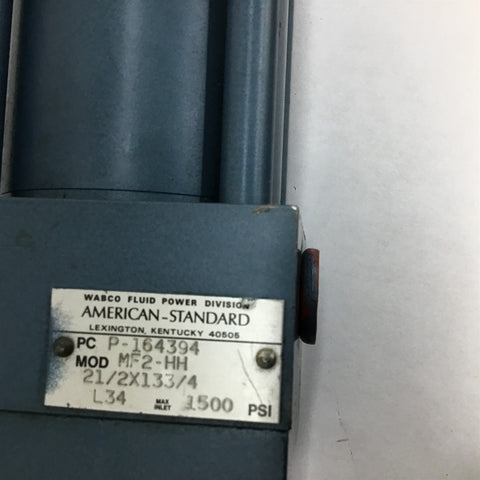 WABCO FLUID POWER DIVISION
AMERICAN-STANDARD
LEXINGTON, KENTUCKY 40505
PC P-164394
MOD MF2-HH
21/2X133/4
L34 MAX INLET 1500 PSI